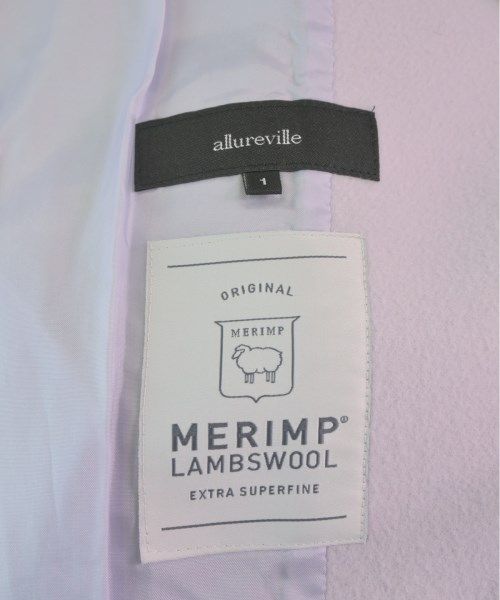 allureville
1
ORIGINAL
MERIMP
MERIMP®
LAMBSWOOL
EXTRA SUPERFINE